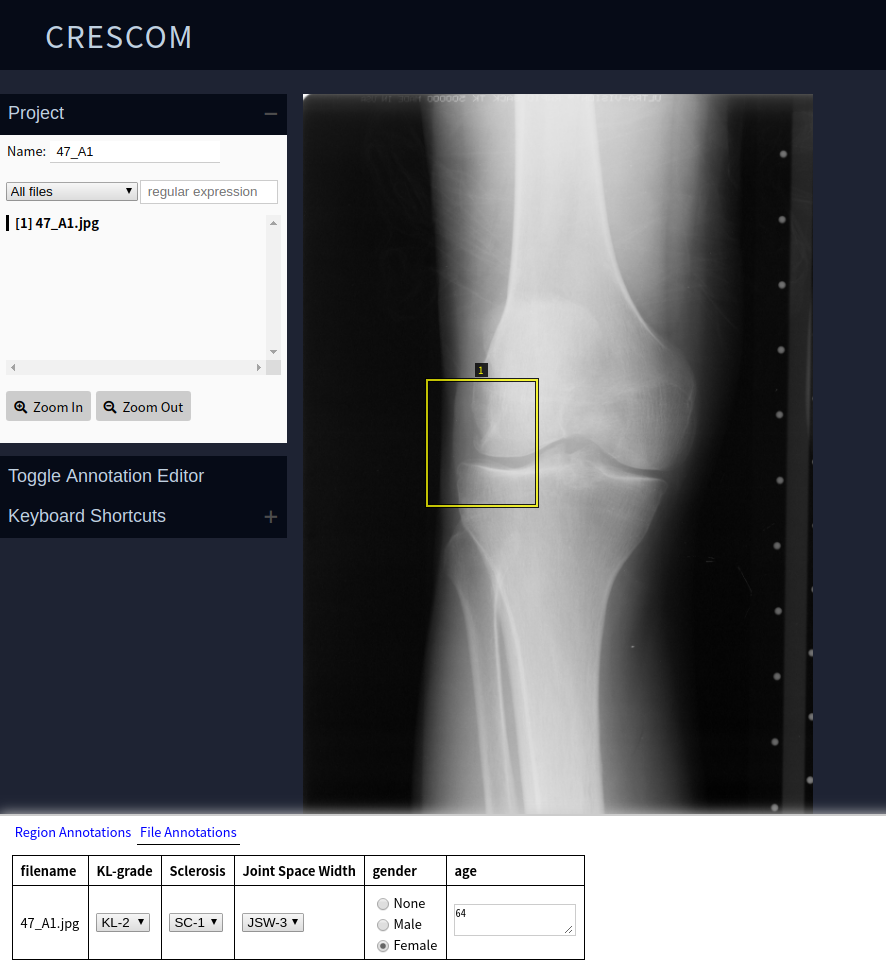 CRESCOM
Project
Name: 47_A1
All files regular expression
[1] 47_A1.jpg
Zoom In Zoom Out
Toggle Annotation Editor
Keyboard Shortcuts
1
Region Annotations File Annotations
filename KL-grade Sclerosis Joint Space Width gender age
None
Male
47_A1.jpg KL-2 SC-1 JSW-3 Female 64